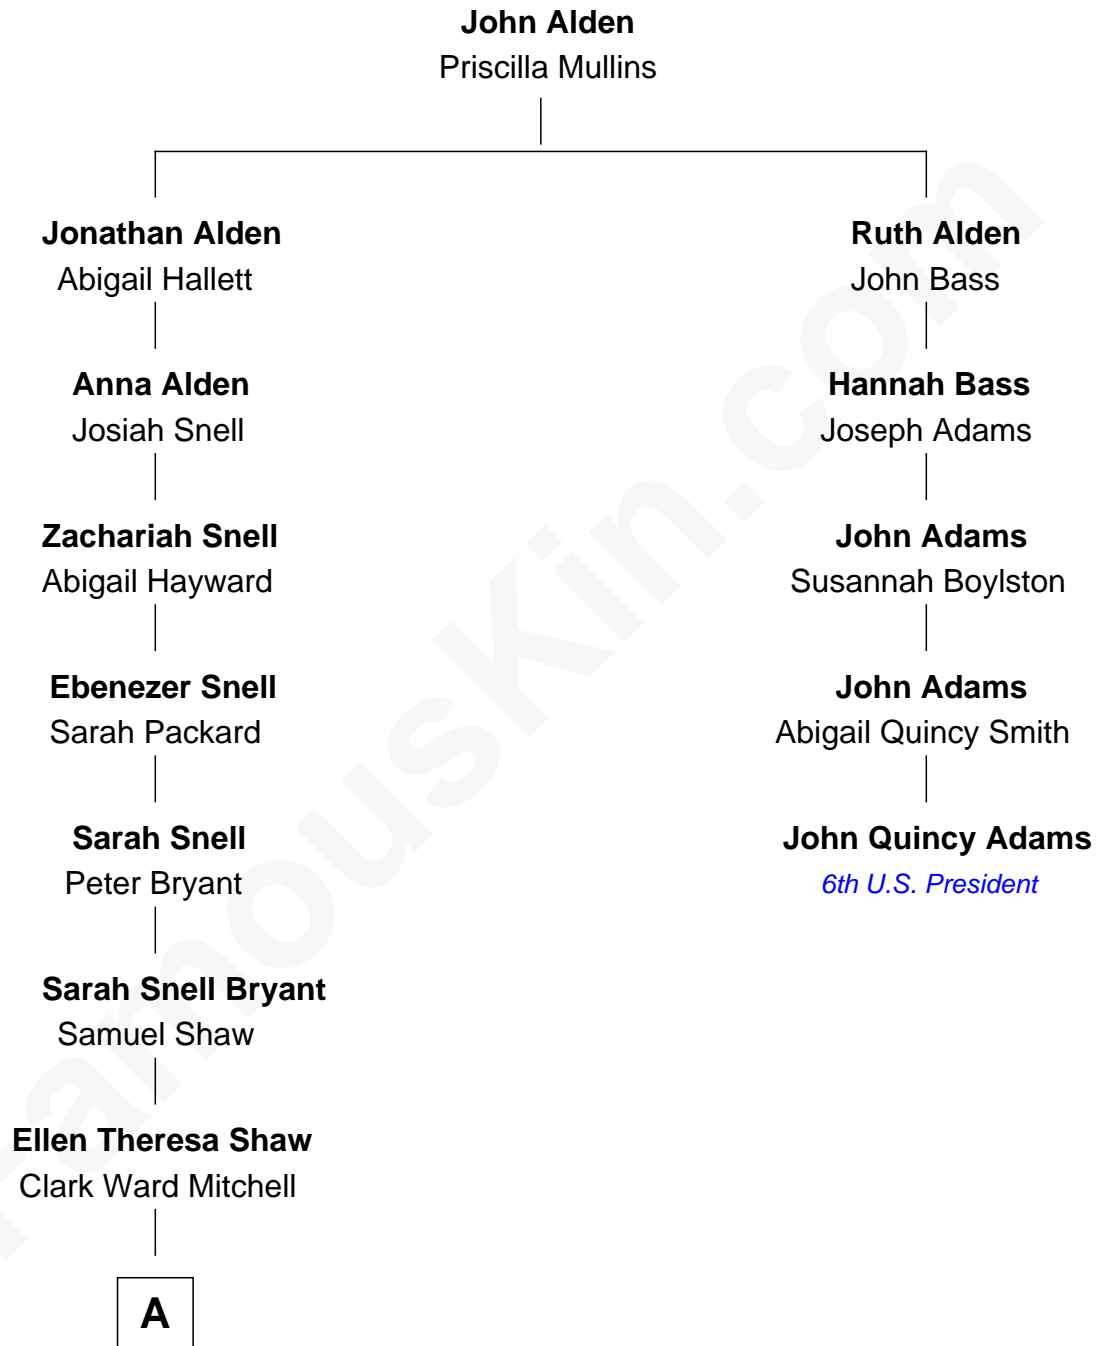 John Alden
Priscilla Mullins
Jonathan Alden
Abigail Hallett
Anna Alden
Josiah Snell
Zachariah Snell
Abigail Hayward
Ebenezer Snell
Sarah Packard
Sarah Snell
Peter Bryant
Sarah Snell Bryant
Samuel Shaw
Ellen Theresa Shaw
Clark Ward Mitchell
A
Ruth Alden
John Bass
Hannah Bass
Joseph Adams
John Adams
Susannah Boylston
John Adams
Abigail Quincy Smith
John Quincy Adams
6th U.S. President
FamousKin.com